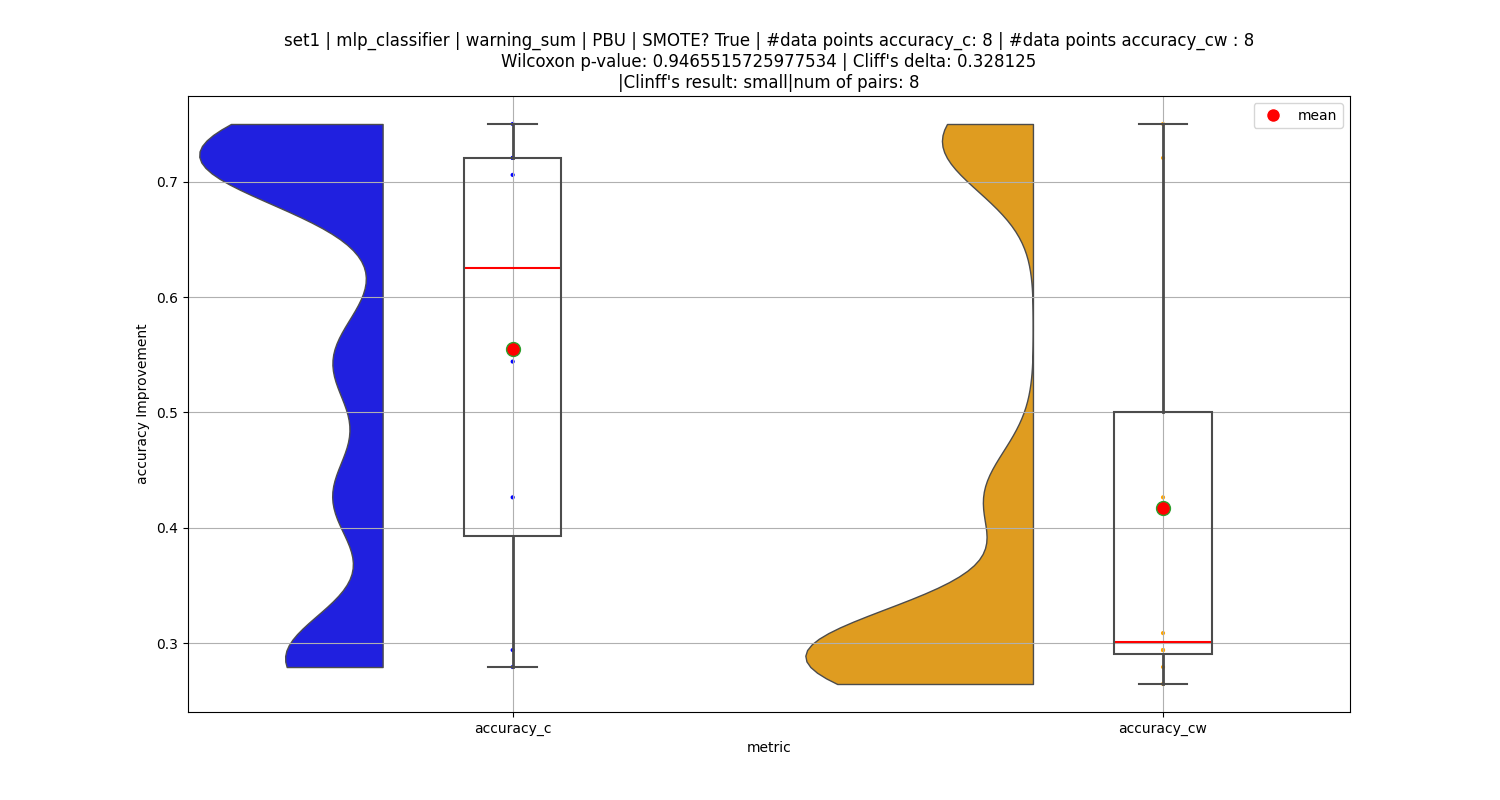 set1 | mlp_classifier | warning_sum | PBU | SMOTE? True | #data points accuracy_c: 8 | #data points accuracy_cw : 8
Wilcoxon p-value: 0.9465515725977534 | Cliff's delta: 0.328125
|Clinff's result: small|num of pairs: 8
mean
0.7
0.6
0.5
0.4
0.3
accuracy Improvement
accuracy_c
accuracy_cw
metric